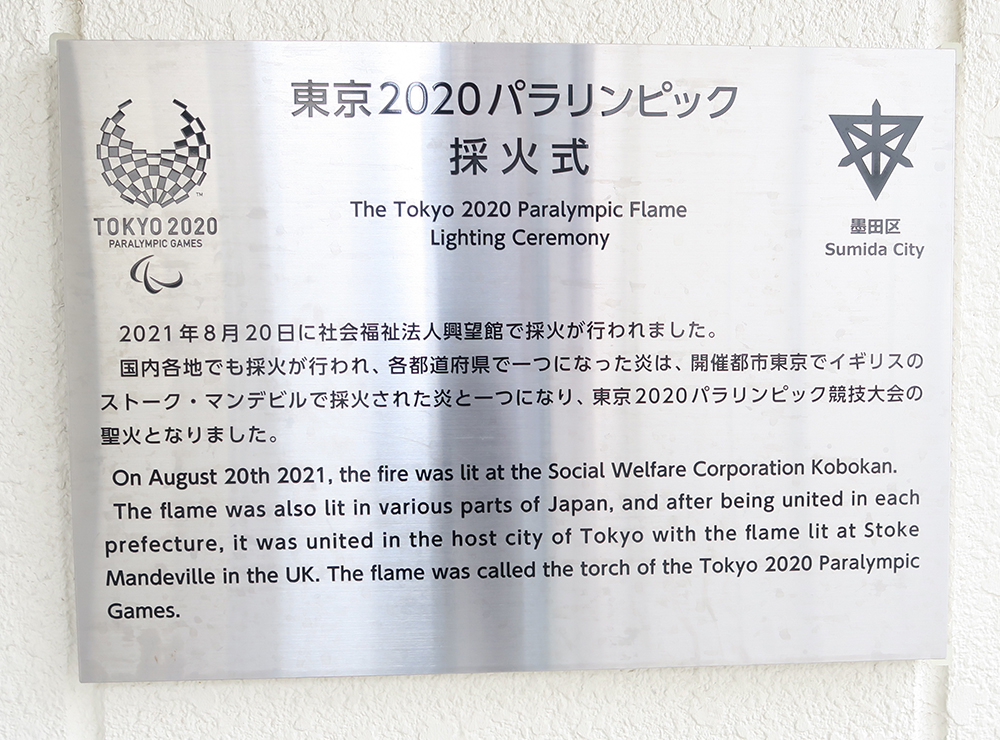 東京2020パラリンピック
採火式
The Tokyo 2020 Paralympic Flame
Lighting Ceremony
TM
TOKYO 2020
PARALYMPIC GAMES
墨田区
Sumida City
2021年8月20日に社会福祉法人興望館で採火が行われました。
国内各地でも採火が行われ、各都道府県で一つになった炎は、開催都市東京でイギリスの
ストーク・マンデビルで採火された炎と一つになり、東京2020パラリンピック競技大会の
聖火となりました。
On August 20th 2021, the fire was lit at the Social Welfare Corporation Kobokan.
The flame was also lit in various parts of Japan, and after being united in each
prefecture, it was united in the host city of Tokyo with the flame lit at Stoke
Mandeville in the UK. The flame was called the torch of the Tokyo 2020 Paralympic
Games.